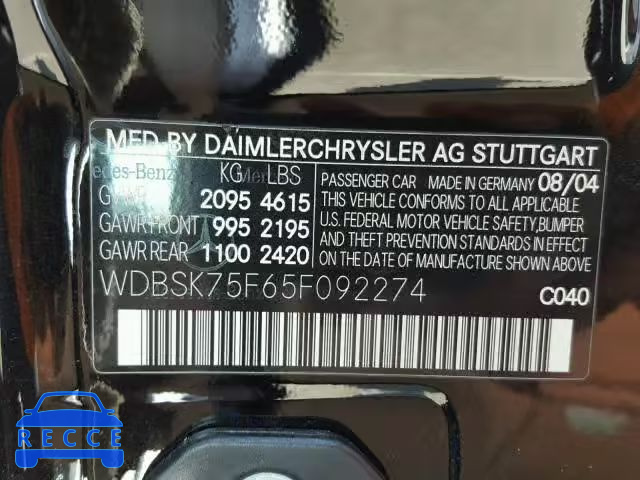 MFD BY DAIMLERCHRYSLER AG STUTTGART
KG LBS
GVWR 2095 4615
GAWR FRONT 995 2195
GAWR REAR 1100 2420
PASSENGER CAR MADE IN GERMANY 08/04
THIS VEHICLE CONFORMS TO ALL APPLICABLE
U.S. FEDERAL MOTOR VEHICLE SAFETY,BUMPER
AND THEFT PREVENTION STANDARDS IN EFFECT
ON THE DATE OF MANUFACTURE SHOWN ABOVE.
WDBSK75F65F092274
C040
RECCE